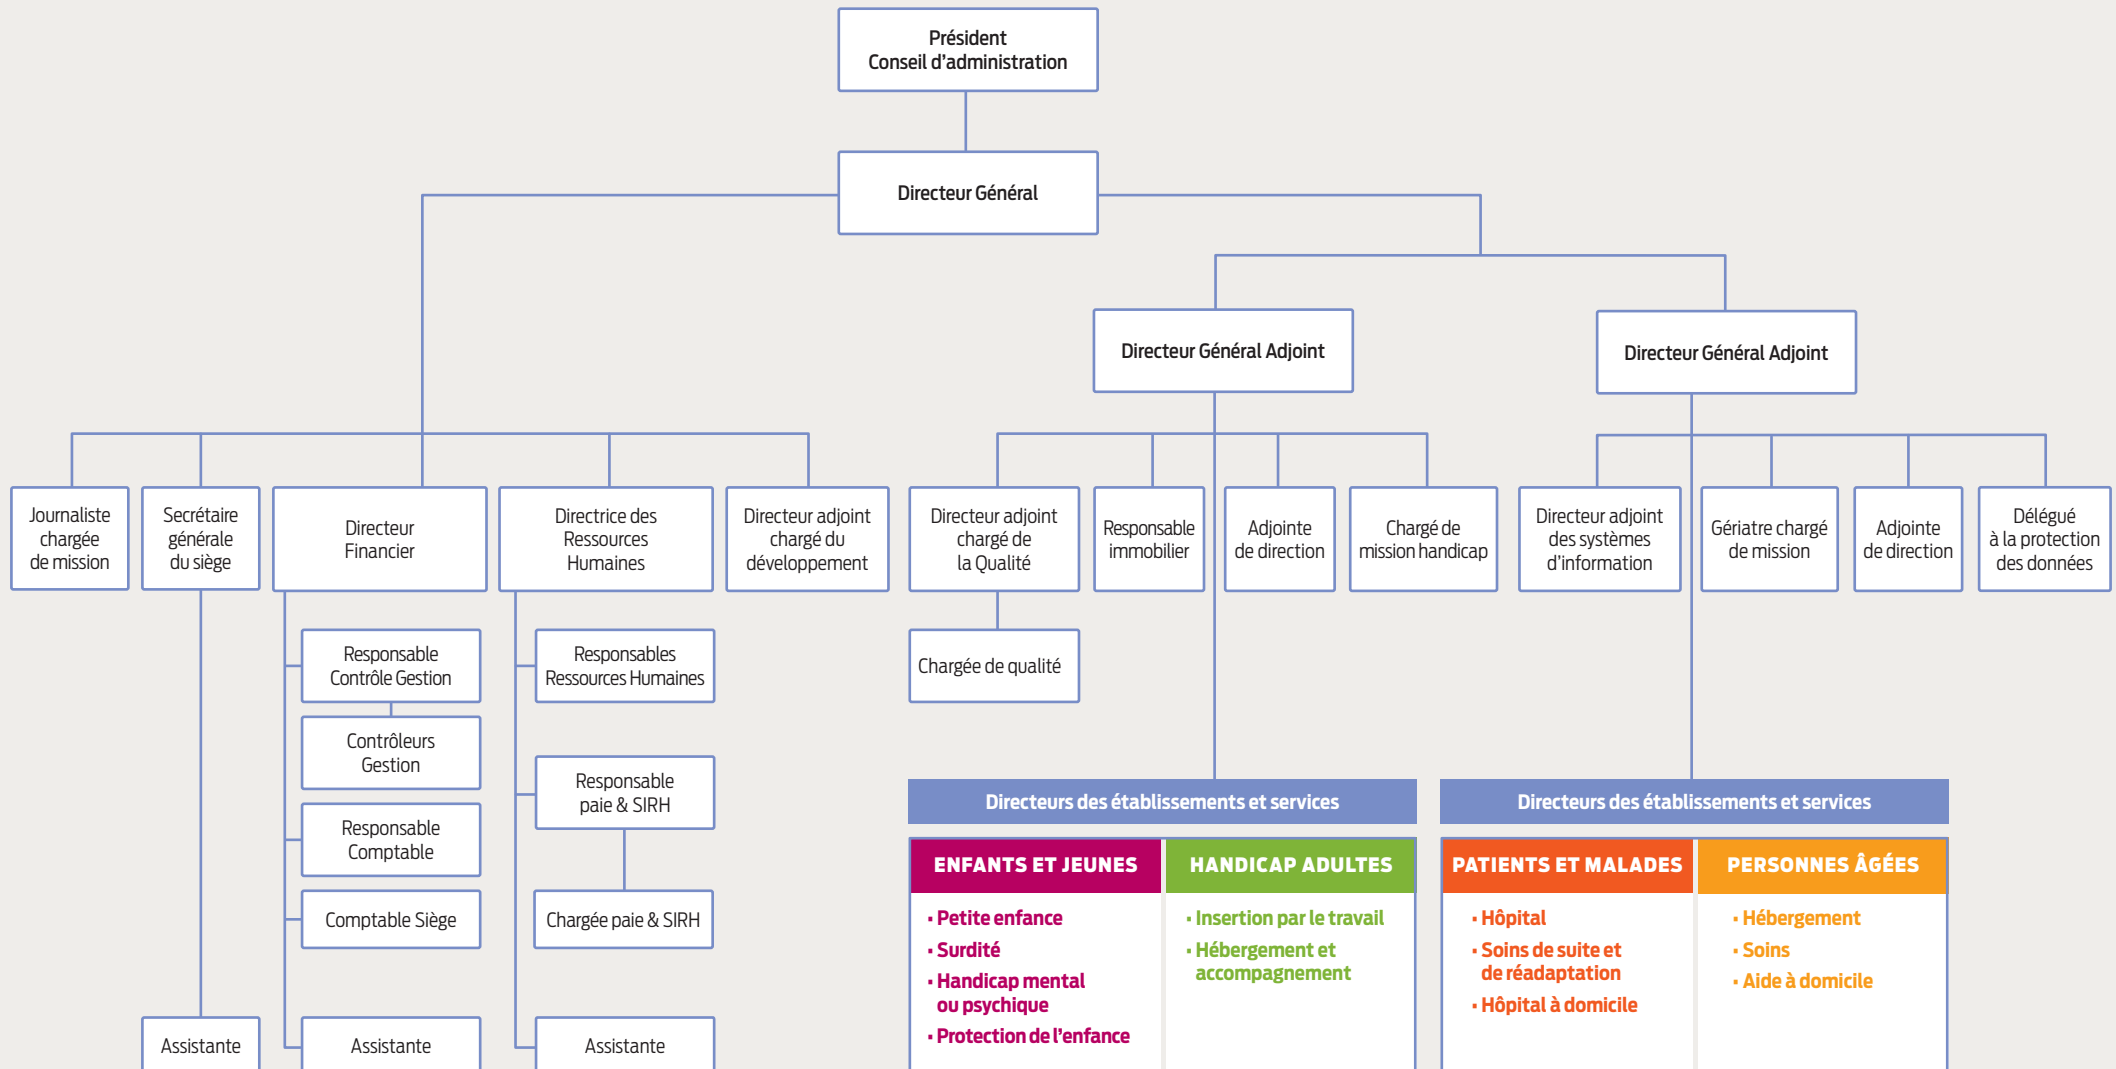 Président
Conseil d'administration
Directeur Général
Directeur Général Adjoint
Directeur Général Adjoint
Journaliste
chargée
de mission
Secrétaire
générale
du siège
Directeur
Financier
Directrice des
Ressources
Humaines
Directeur adjoint
chargé du
développement
Directeur adjoint
chargé de
la Qualité
Responsable
immobilier
Adjointe
de direction
Chargé de
mission handicap
Directeur adjoint
des systèmes
d'information
Gériatre chargé
de mission
Adjointe
de direction
Délégué
à la protection
des données
Responsable
Contrôle Gestion
Contrôleurs
Gestion
Responsable
Comptable
Comptable Siège
Responsables
Ressources Humaines
Responsable
paie & SIRH
Chargée paie & SIRH
Assistante
Assistante
Assistante
Chargée de qualité
Directeurs des établissements et services
ENFANTS ET JEUNES
· Petite enfance
· Surdité
· Handicap mental
ou psychique
· Protection de l'enfance
HANDICAP ADULTES
· Insertion par le travail
· Hébergement et
accompagnement
Directeurs des établissements et services
PATIENTS ET MALADES
· Hôpital
· Soins de suite et
de réadaptation
· Hôpital à domicile
PERSONNES ÂGÉES
· Hébergement
· Soins
· Aide à domicile